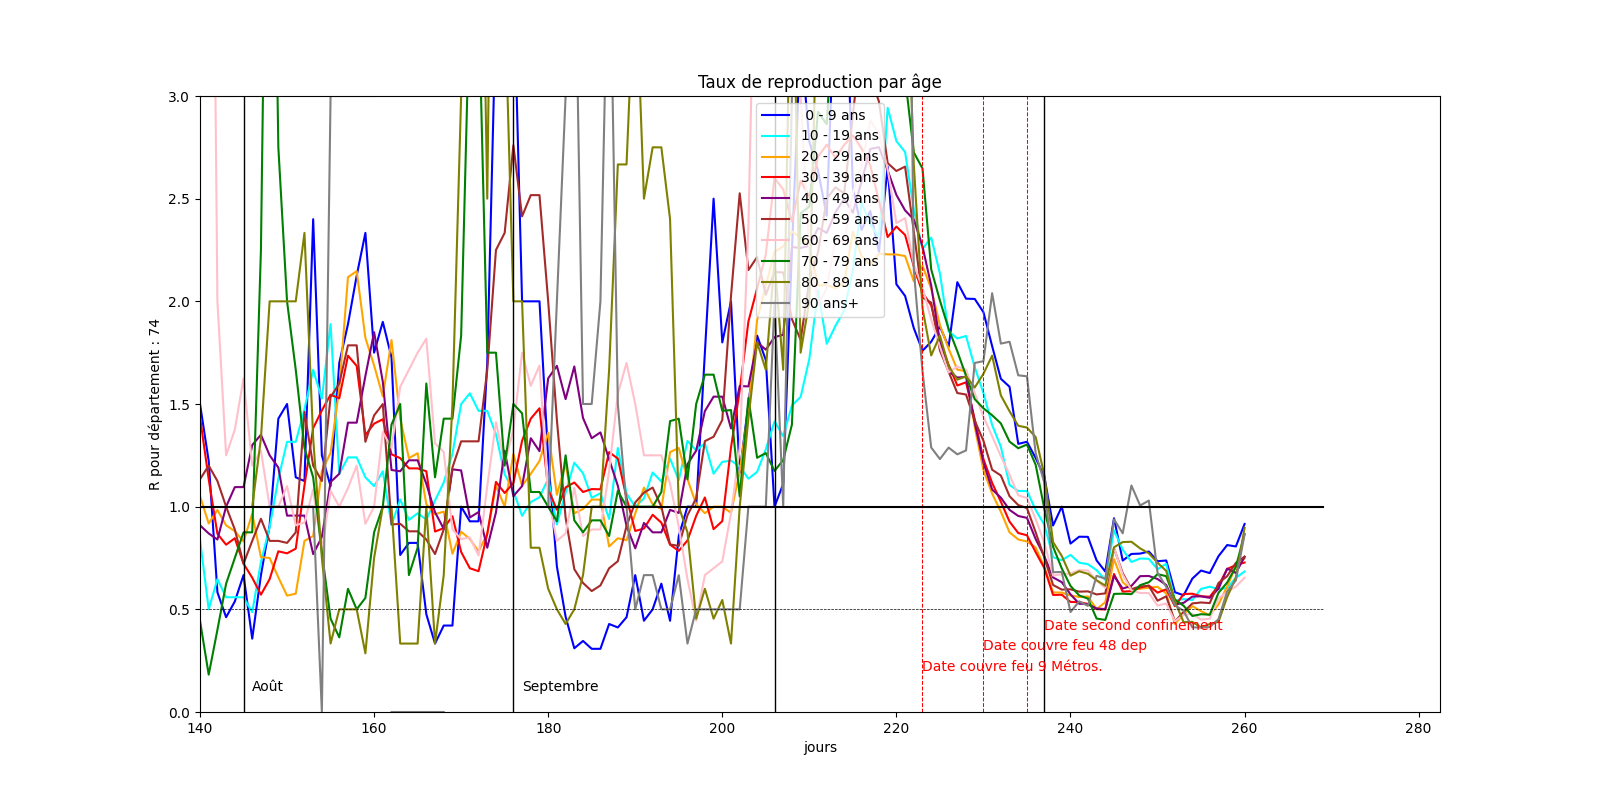 Taux de reproduction par âge
R pour département : 74
3.0
2.5
2.0
1.5
1.0
0.5
0.0
0 - 9 ans
10 - 19 ans
20 - 29 ans
30 - 39 ans
40 - 49 ans
50 - 59 ans
60 - 69 ans
70 - 79 ans
80 - 89 ans
90 ans+
Date second confinement
Date couvre feu 48 dep
Date couvre feu 9 Métros.
Août
Septembre
140
160
180
200
220
240
260
280
jours